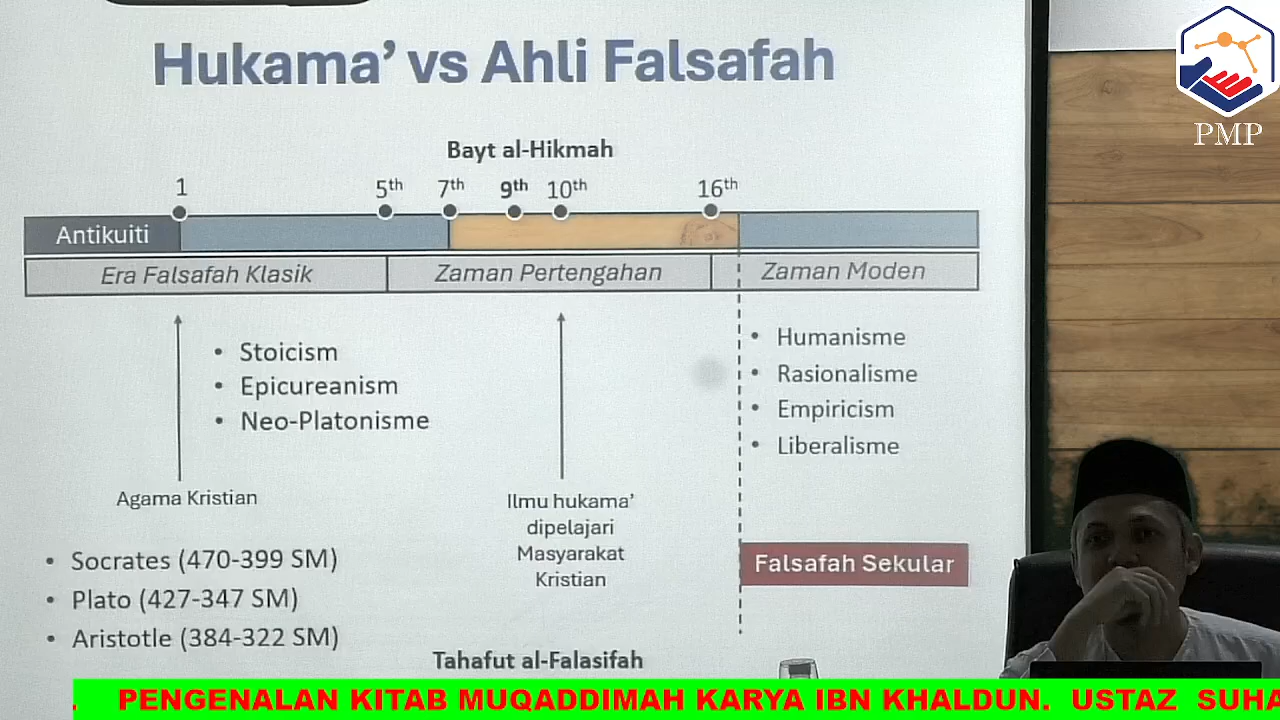 Hukama’ vs Ahli Falsafah
PMP
Bayt al-Hikmah
1 5th 7th 9th 10th 16th
Antikuiti
Era Falsafah Klasik Zaman Pertengahan Zaman Moden
• Stoicism
• Epicureanism
• Neo-Platonisme
• Humanisme
• Rasionalisme
• Empiricism
• Liberalisme
Agama Kristian
Ilmu hukama’
dipelajari
Masyarakat
Kristian
• Socrates (470-399 SM)
• Plato (427-347 SM)
• Aristotle (384-322 SM)
Falsafah Sekular
Tahafut al-Falasifah
. PENGENALAN KITAB MUQADDIMAH KARYA IBN KHALDUN. USTAZ SUHA